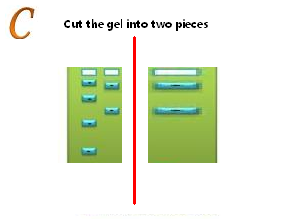 C
Cut the gel into two pieces